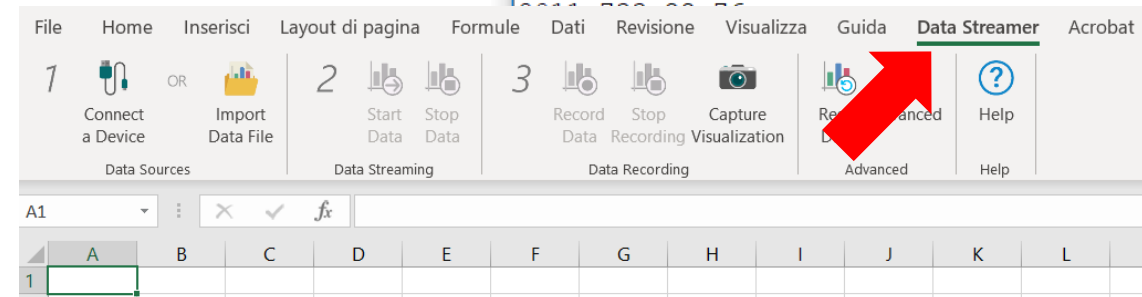 File Home Inserisci Layout di pagina Formule Dati Revisione Visualizza Guida Data Streamer Acrobat
1 OR 2 3
Connect a Device
Import Data File
Start Data
Stop Data
Record Data
Stop Recording
Capture Visualization
Help
Data Sources Data Streaming Data Recording Advanced Help
A1 fx
A B C D E F G H I J K L
1